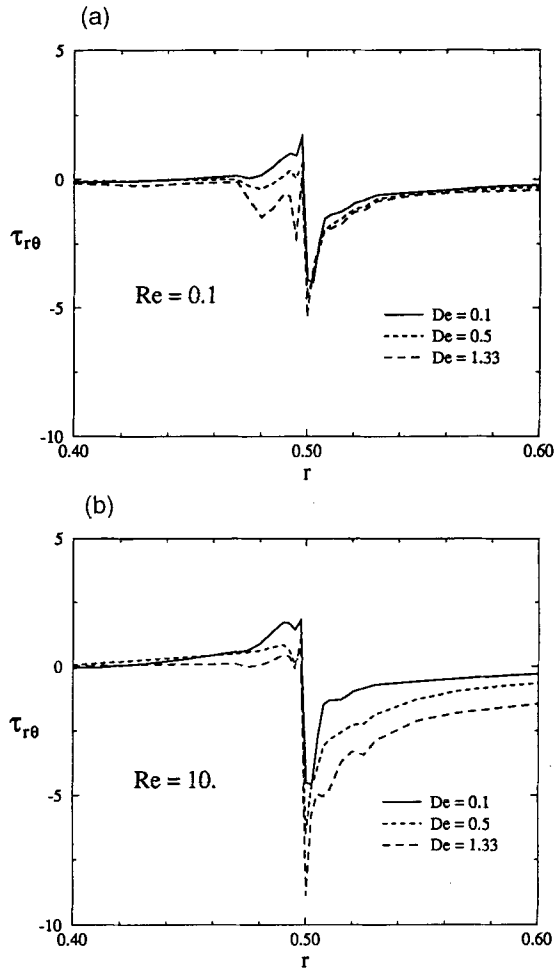 (a)
5
0
τrθ
-5
Re = 0.1
De = 0.1
De = 0.5
De = 1.33
-10
0.40
0.50
0.60
r
(b)
5
0
τrθ
-5
Re = 10.
De = 0.1
De = 0.5
De = 1.33
-10
0.40
0.50
0.60
r